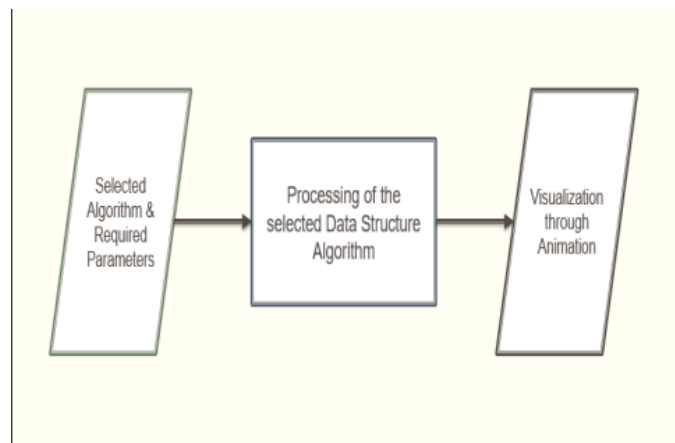 Selected
Algorithm &
Required
Parameters
Processing of the
selected Data Structure
Algorithm
Visualization
through
Animation